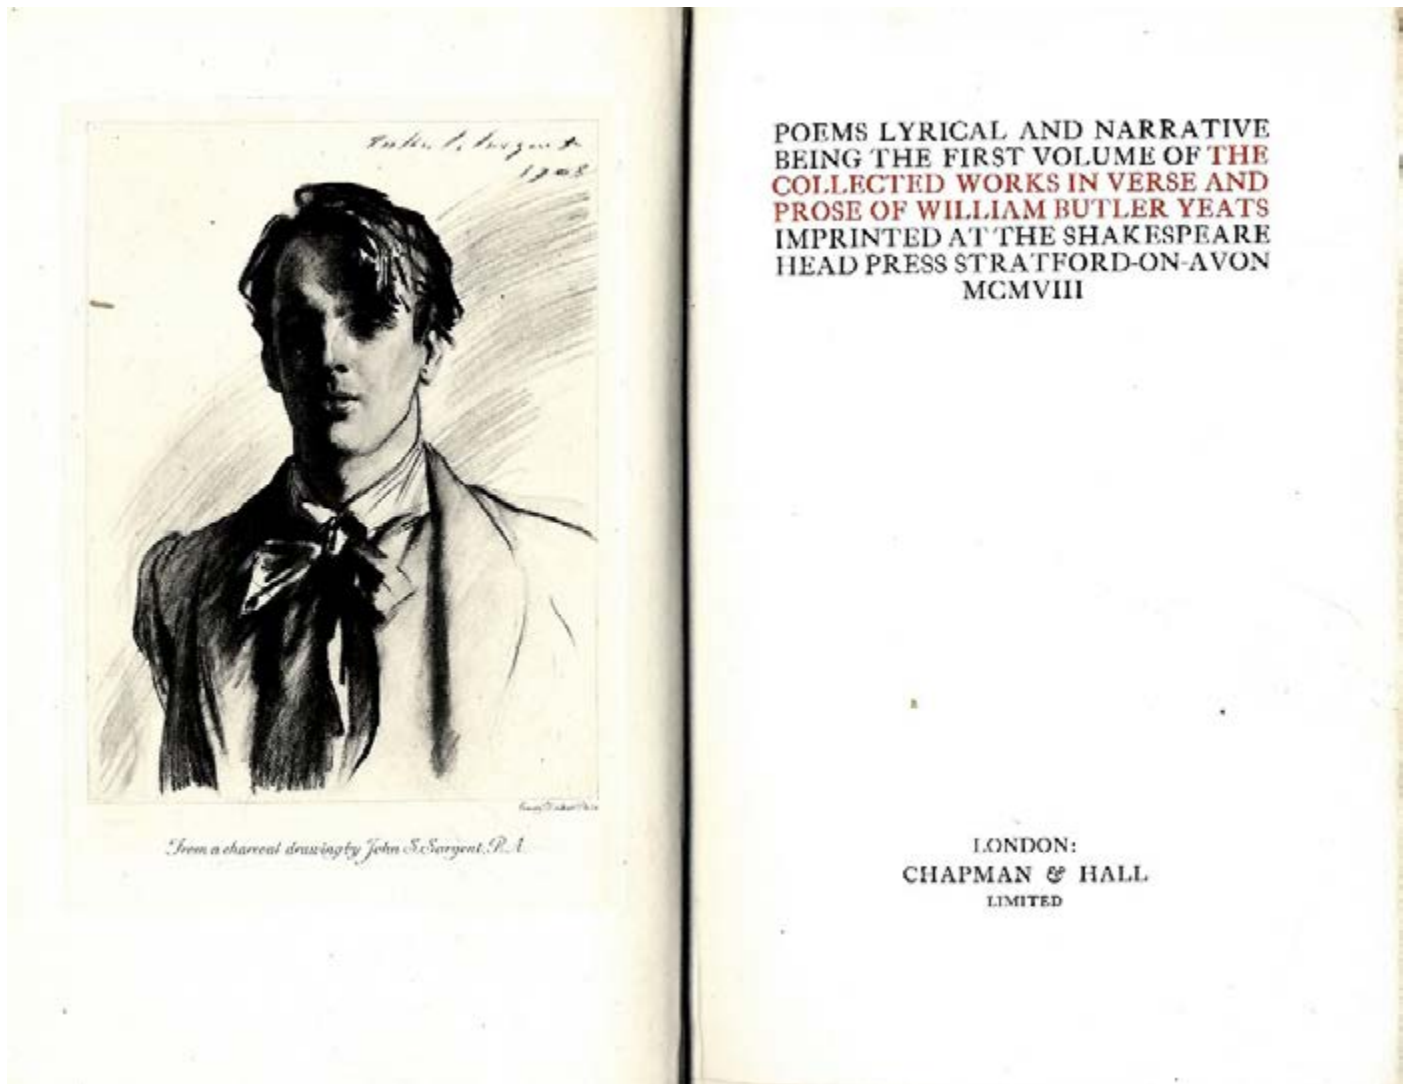 John S. Sargent
1908
From a charcoal drawing by John S. Sargent, R.A.
POEMS LYRICAL AND NARRATIVE
BEING THE FIRST VOLUME OF THE
COLLECTED WORKS IN VERSE AND
PROSE OF WILLIAM BUTLER YEATS
IMPRINTED AT THE SHAKESPEARE
HEAD PRESS STRATFORD-ON-AVON
MCMVIII
LONDON:
CHAPMAN & HALL
LIMITED